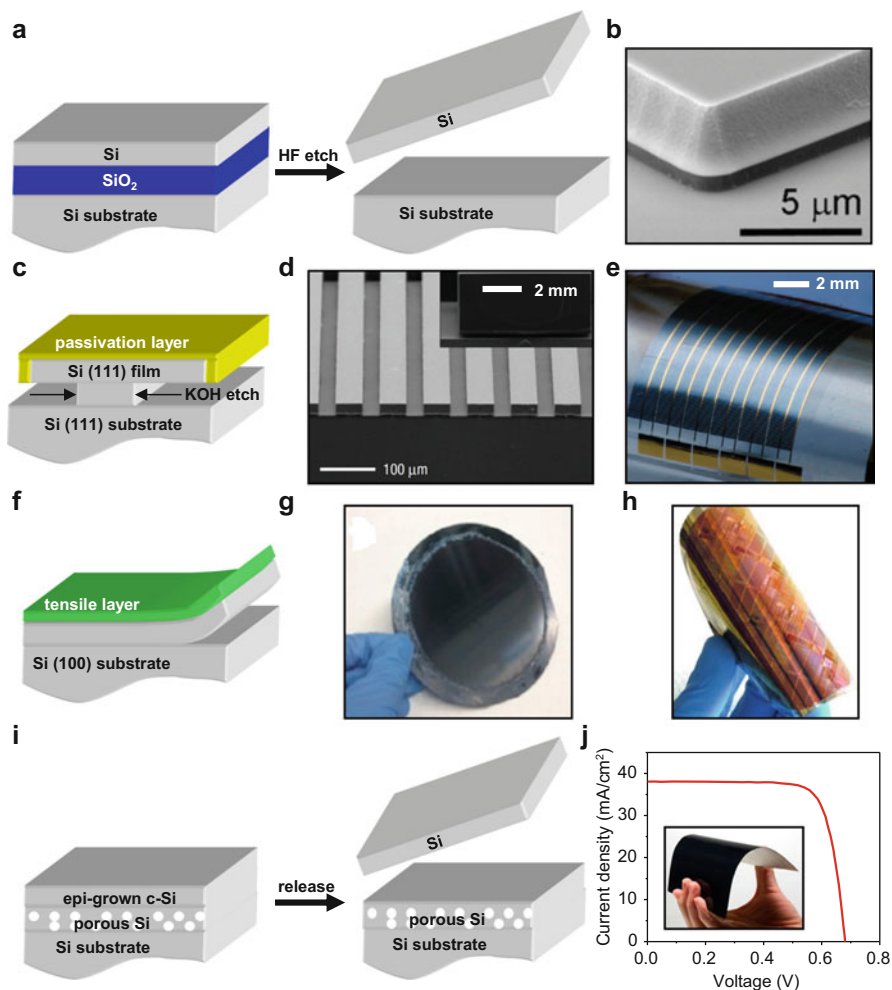 a
Si
SiO₂
Si substrate
HF etch
Si
Si substrate
b
5 μm
c
passivation layer
Si (111) film
KOH etch
Si (111) substrate
d
2 mm
100 μm
e
2 mm
f
tensile layer
Si (100) substrate
g
h
i
epi-grown c-Si
porous Si
Si substrate
release
Si
porous Si
Si substrate
j
Current density (mA/cm²)
40
30
20
10
0
0.0 0.2 0.4 0.6 0.8
Voltage (V)